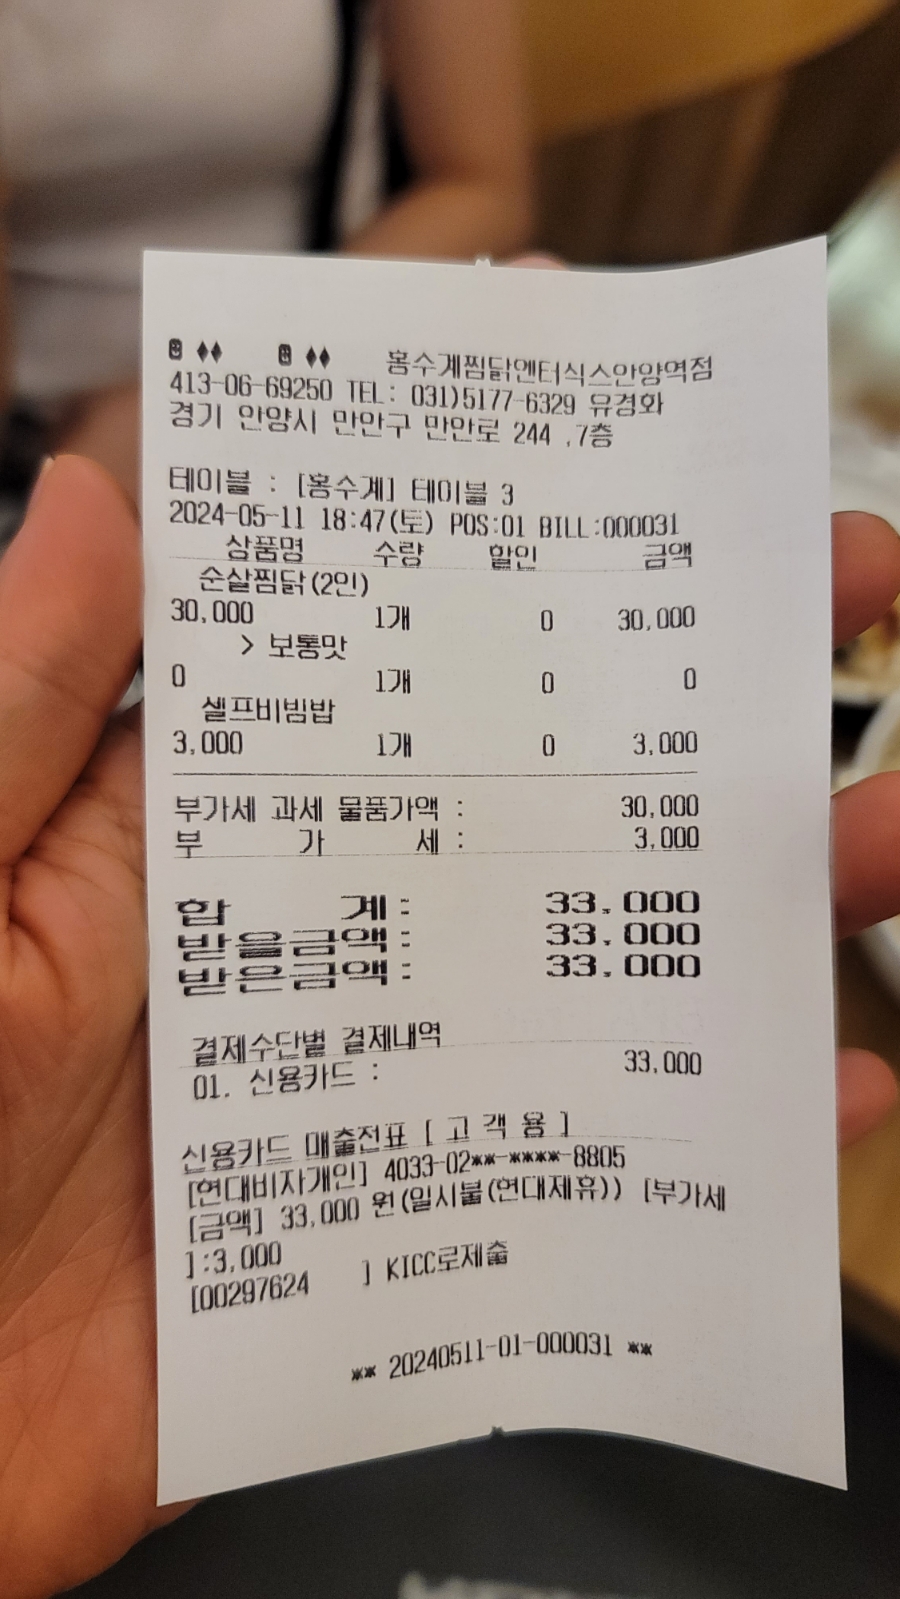 홍수계찜닭엔터식스안양역점
413-06-69250 TEL: 031)5177-6329 유경화
경기 안양시 만안구 만안로 244 ,7층
테이블 : [홍수계] 테이블 3
2024-05-11 18:47(토) POS:01 BILL:000031
상품명 수량 할인 금액
순살찜닭(2인)
30,000 1개 0 30,000
> 보통맛
0 1개 0 0
셀프비빔밥
3,000 1개 0 3,000
부가세 과세 물품가액 : 30,000
부 가 세 : 3,000
합 계: 33,000
받을금액: 33,000
받은금액: 33,000
결제수단별 결제내역
01. 신용카드 : 33,000
신용카드 매출전표 [ 고 객 용 ]
[현대비자개인] 4033-02**-****-8805
[금액] 33,000 원(일시불(현대제휴)) [부가세
]:3,000
[00297624 ] KICC로제출
** 20240511-01-000031 **